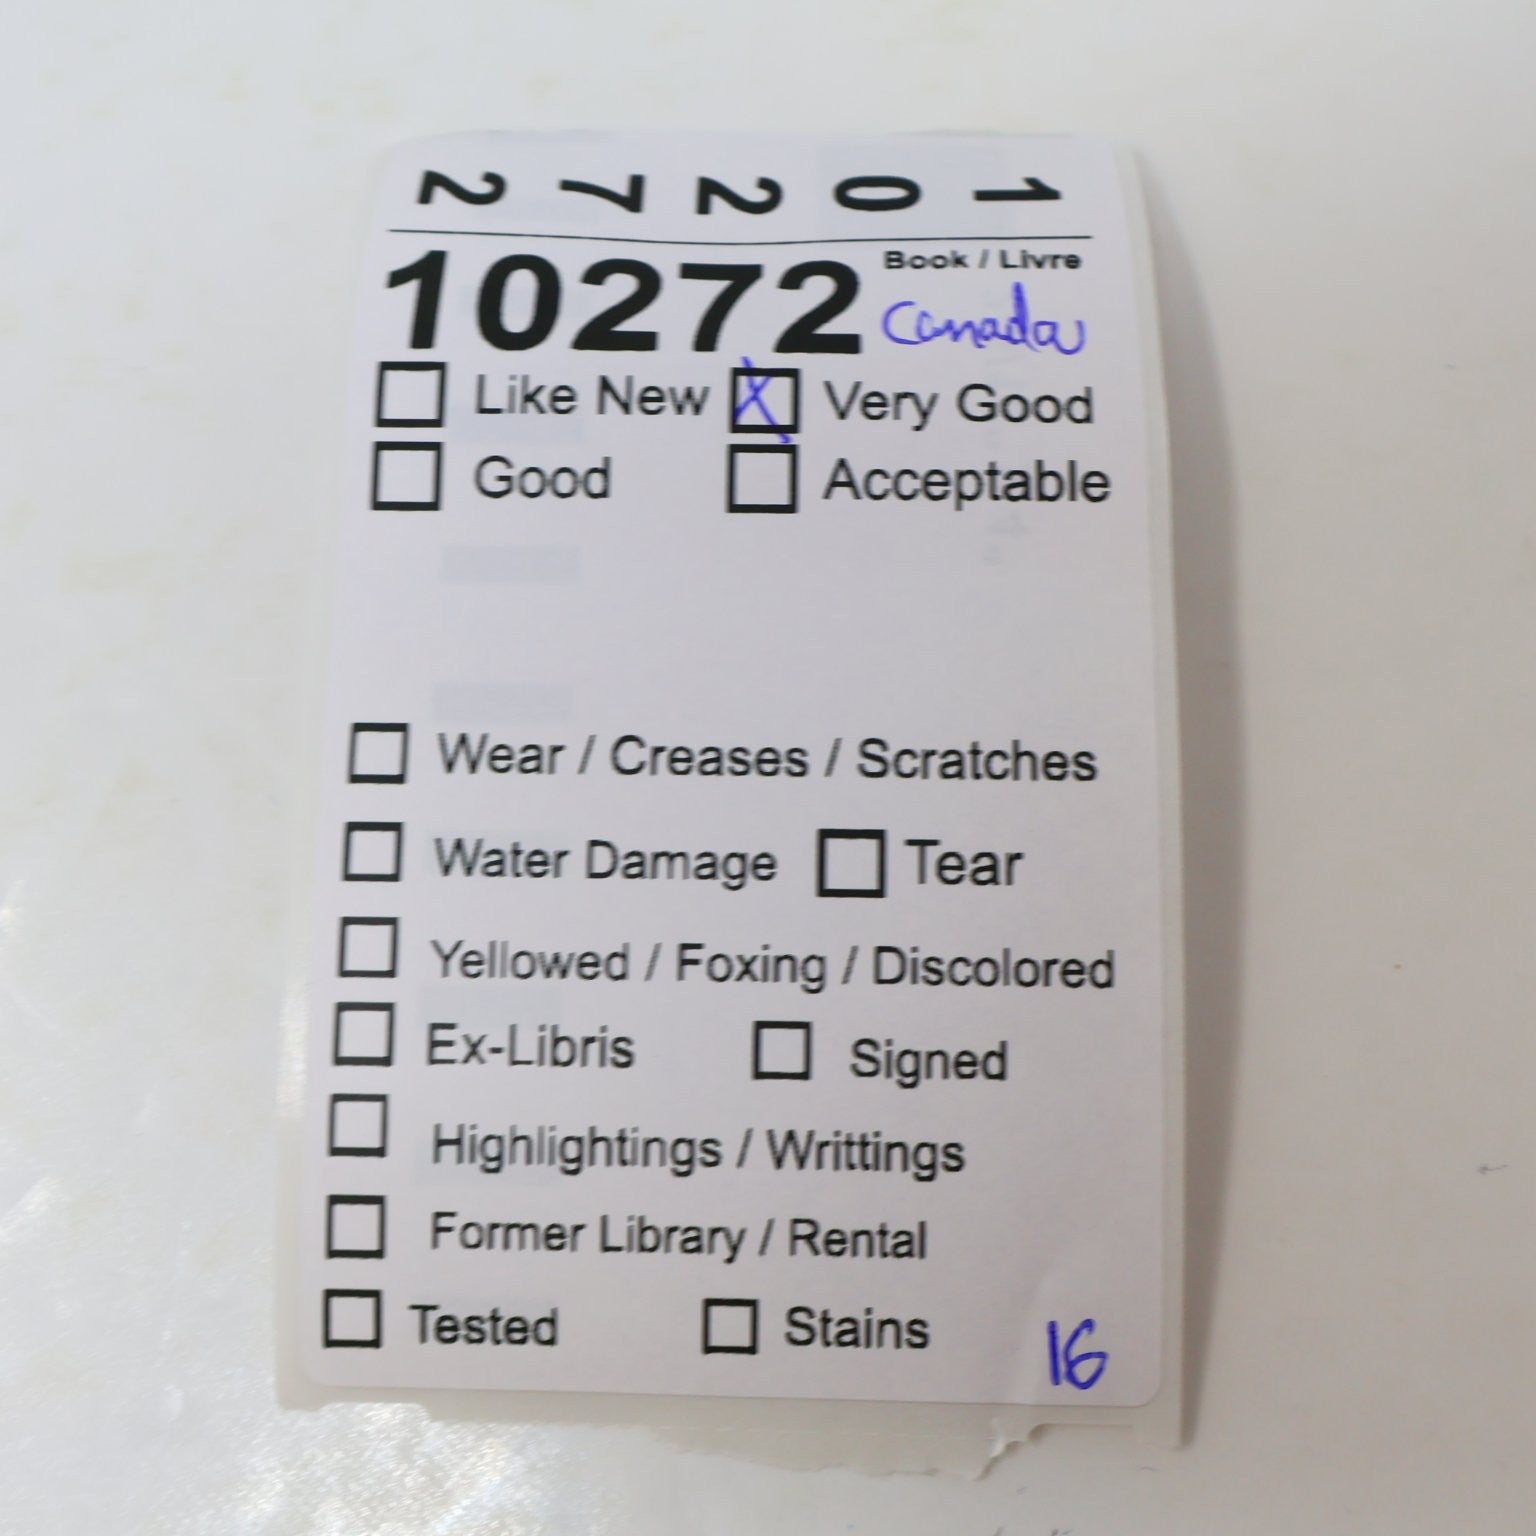 1 0 2 7 2
10272 Book / Livre
Canada
Like New X Very Good
Good Acceptable
Wear / Creases / Scratches
Water Damage Tear
Yellowed / Foxing / Discolored
Ex-Libris Signed
Highlightings / Writtings
Former Library / Rental
Tested Stains
16